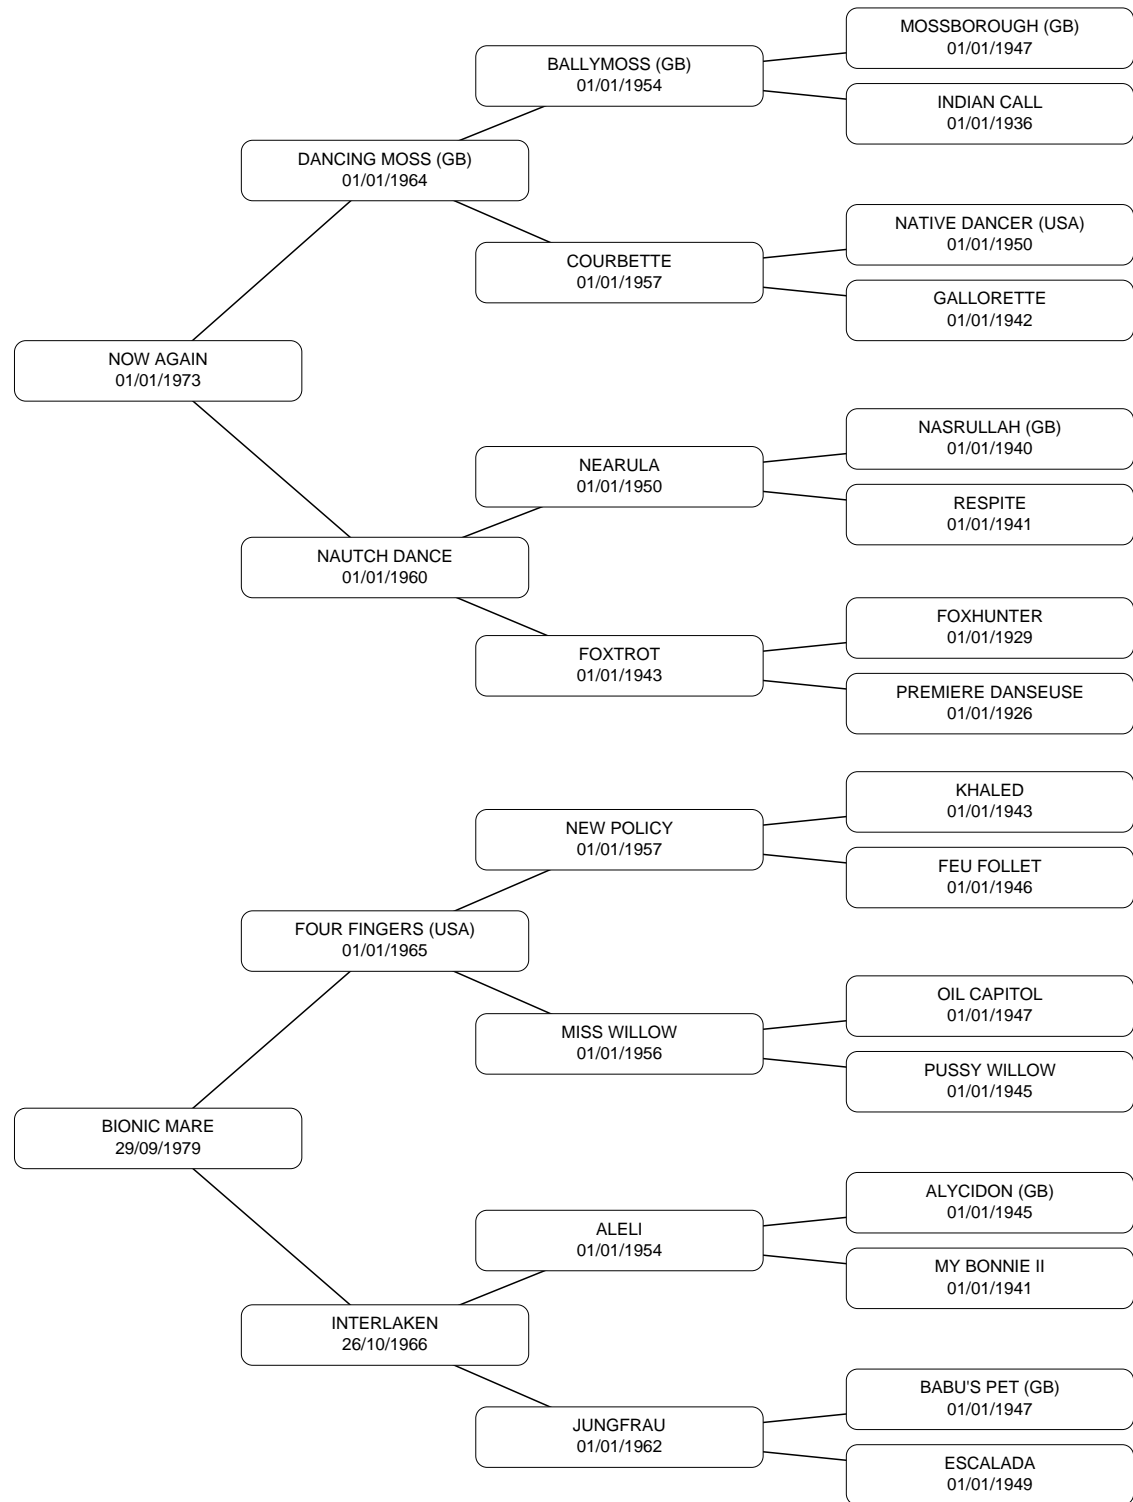 MOSSBOROUGH (GB)
01/01/1947
BALLYMOSS (GB)
01/01/1954
INDIAN CALL
01/01/1936
DANCING MOSS (GB)
01/01/1964
NATIVE DANCER (USA)
01/01/1950
COURBETTE
01/01/1957
GALLORETTE
01/01/1942
NOW AGAIN
01/01/1973
NASRULLAH (GB)
01/01/1940
NEARULA
01/01/1950
RESPITE
01/01/1941
NAUTCH DANCE
01/01/1960
FOXHUNTER
01/01/1929
FOXTROT
01/01/1943
PREMIERE DANSEUSE
01/01/1926
KHALED
01/01/1943
NEW POLICY
01/01/1957
FEU FOLLET
01/01/1946
FOUR FINGERS (USA)
01/01/1965
OIL CAPITOL
01/01/1947
MISS WILLOW
01/01/1956
PUSSY WILLOW
01/01/1945
BIONIC MARE
29/09/1979
ALYCIDON (GB)
01/01/1945
ALELI
01/01/1954
MY BONNIE II
01/01/1941
INTERLAKEN
26/10/1966
BABU'S PET (GB)
01/01/1947
JUNGFRAU
01/01/1962
ESCALADA
01/01/1949